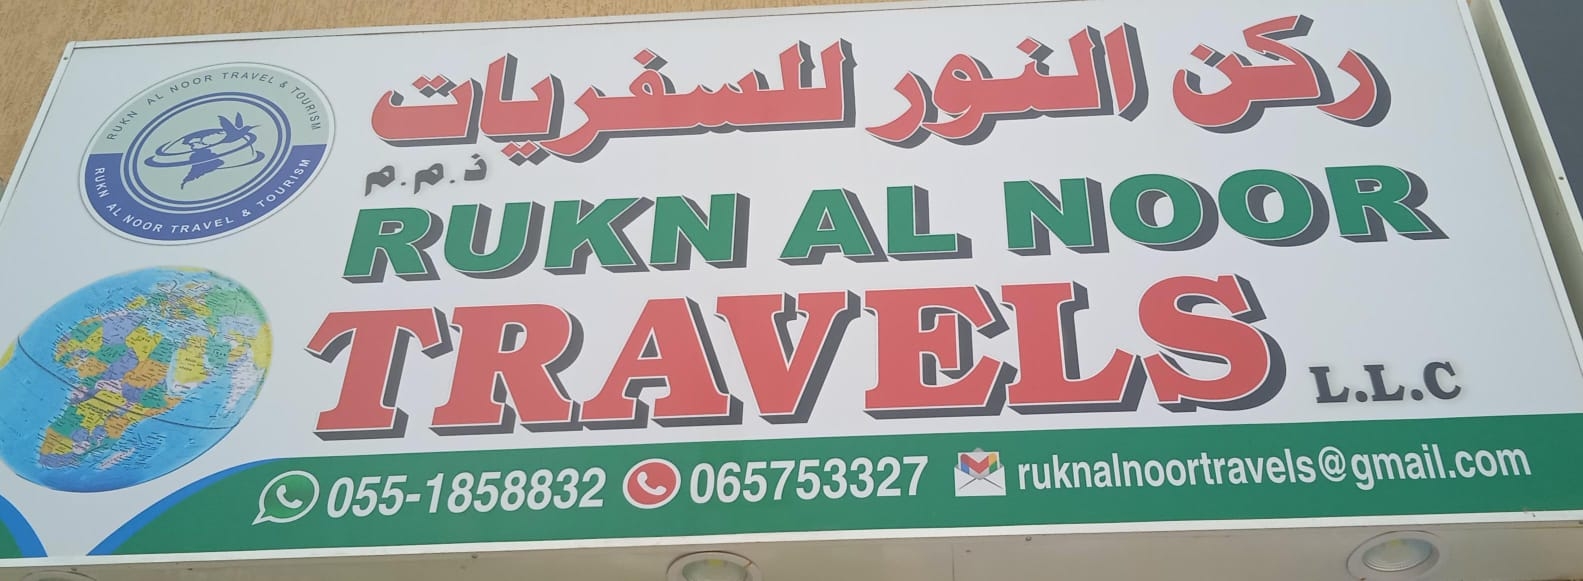 RUKN AL NOOR TRAVEL & TOURISM
RUKN AL NOOR TRAVEL & TOURISM
ركن النور للسفريات
ذ.م.م
RUKN AL NOOR
TRAVELS L.L.C
055-1858832 065753327 ruknalnoortravels@gmail.com